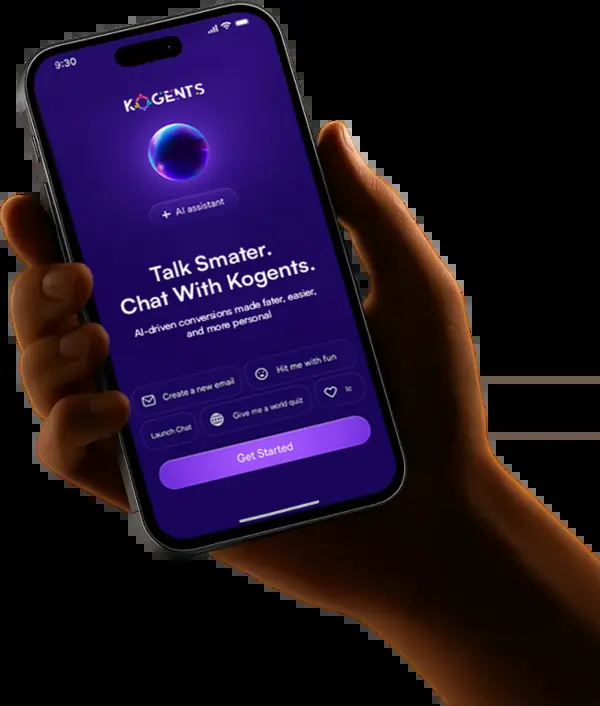 9:30
KOGENTS
AI assistant
Talk Smater.
Chat With Kogents.
AI-driven conversions made fater, easier,
and more personal
Create a new email
Hit me with fun
Launch Chat
Give me a world quiz
Ic
Get Started